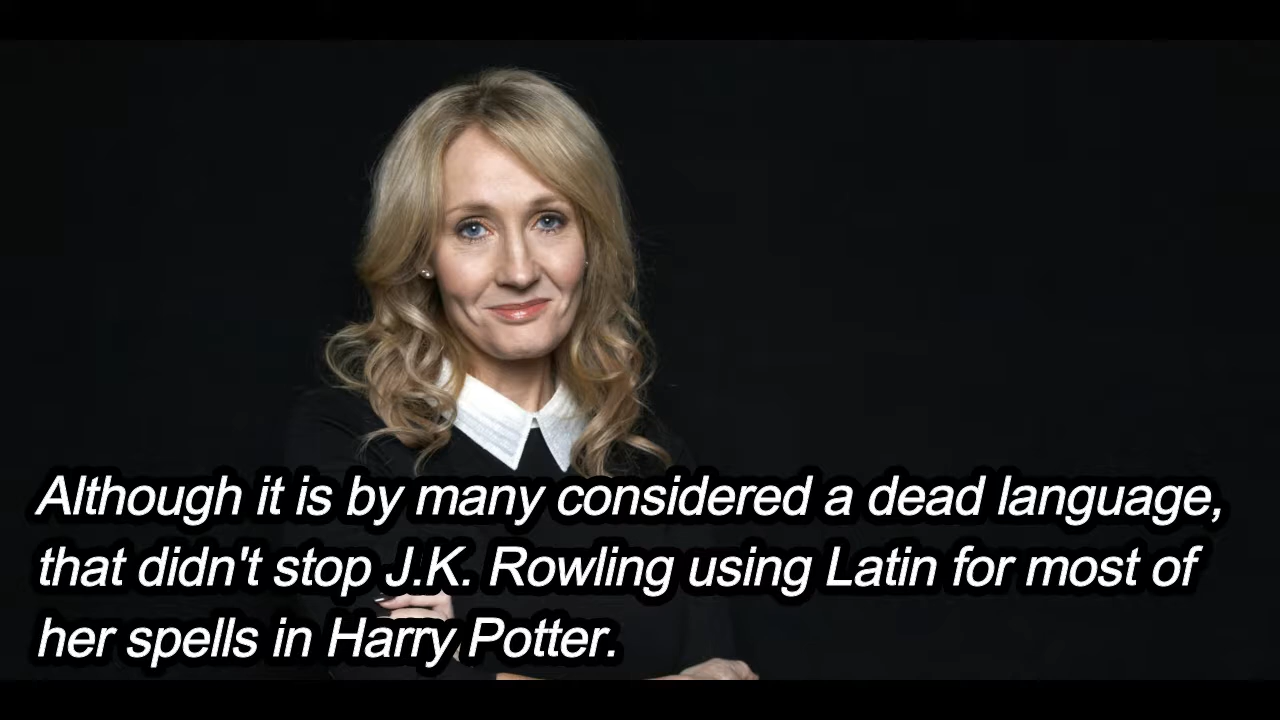 Although it is by many considered a dead language,
that didn't stop J.K. Rowling using Latin for most of
her spells in Harry Potter.